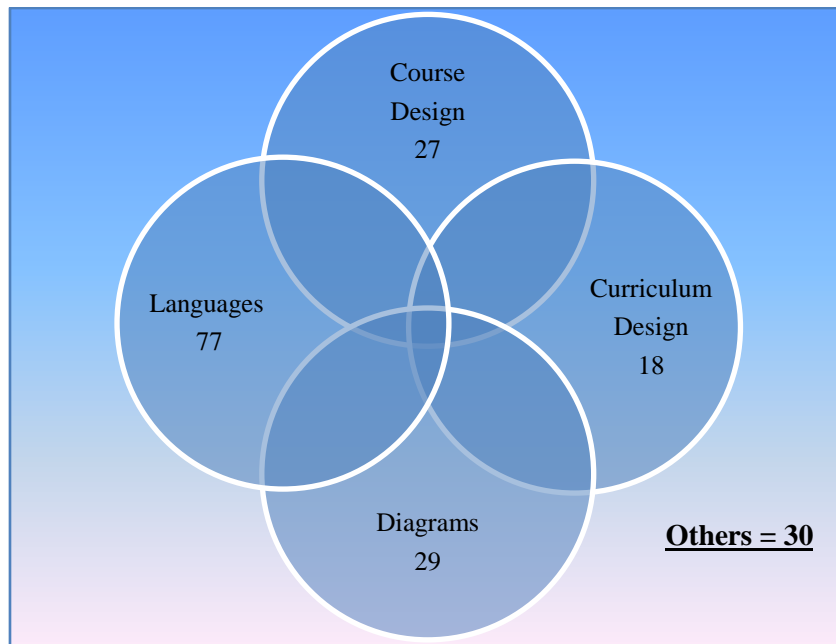 Course
Design
27
Languages
77
Curriculum
Design
18
Diagrams
29
Others = 30